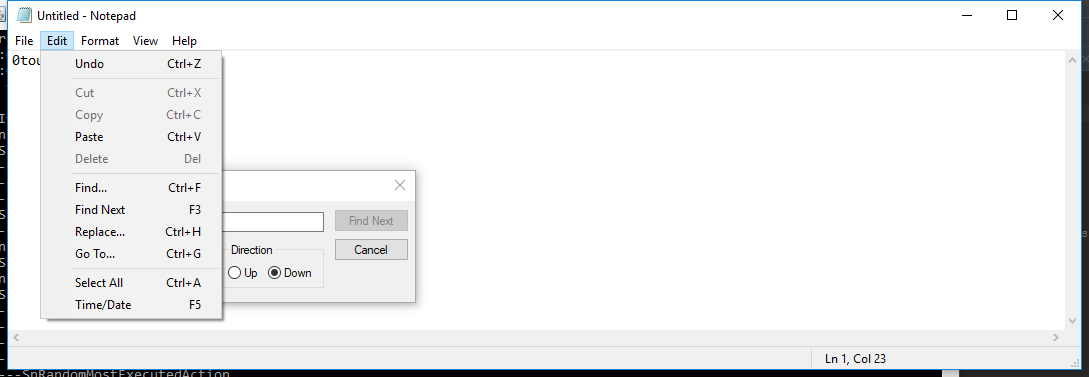 Untitled - Notepad
File Edit Format View Help
0tou
Undo Ctrl+Z
Cut Ctrl+X
Copy Ctrl+C
Paste Ctrl+V
Delete Del
Find... Ctrl+F
Find Next F3
Replace... Ctrl+H
Go To... Ctrl+G
Select All Ctrl+A
Time/Date F5
Find Next
Direction
Cancel
Up Down
Ln 1, Col 23
---SnRandomMostExecutedAction